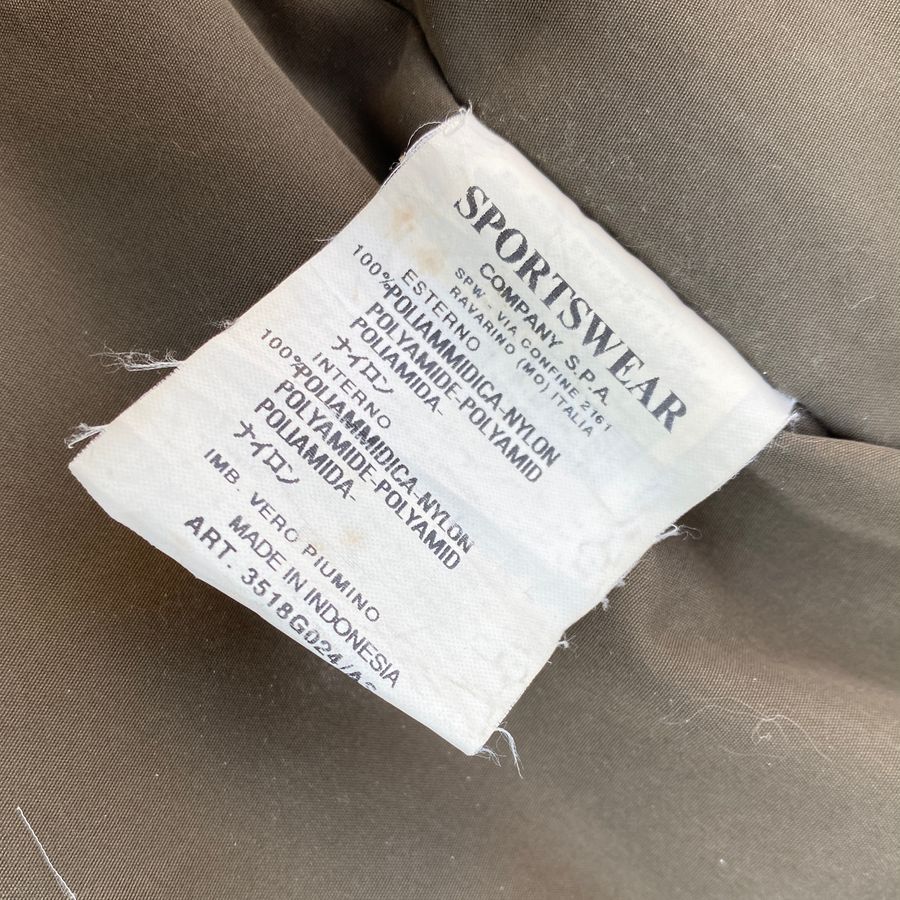 SPORTSWEAR
COMPANY S.P.A.
SPW - VIA CONFINE 2161
RAVARINO (MO) ITALIA
ESTERNO
100%POLIAMMIDICA-NYLON
POLYAMIDE-POLYAMID
POLIAMIDA-
ナイロン
INTERNO
100%POLIAMMIDICA-NYLON
POLYAMIDE-POLYAMID
POLIAMIDA-
ナイロン
IMB. VERO PIUMINO
MADE IN INDONESIA
ART. 3518G024/